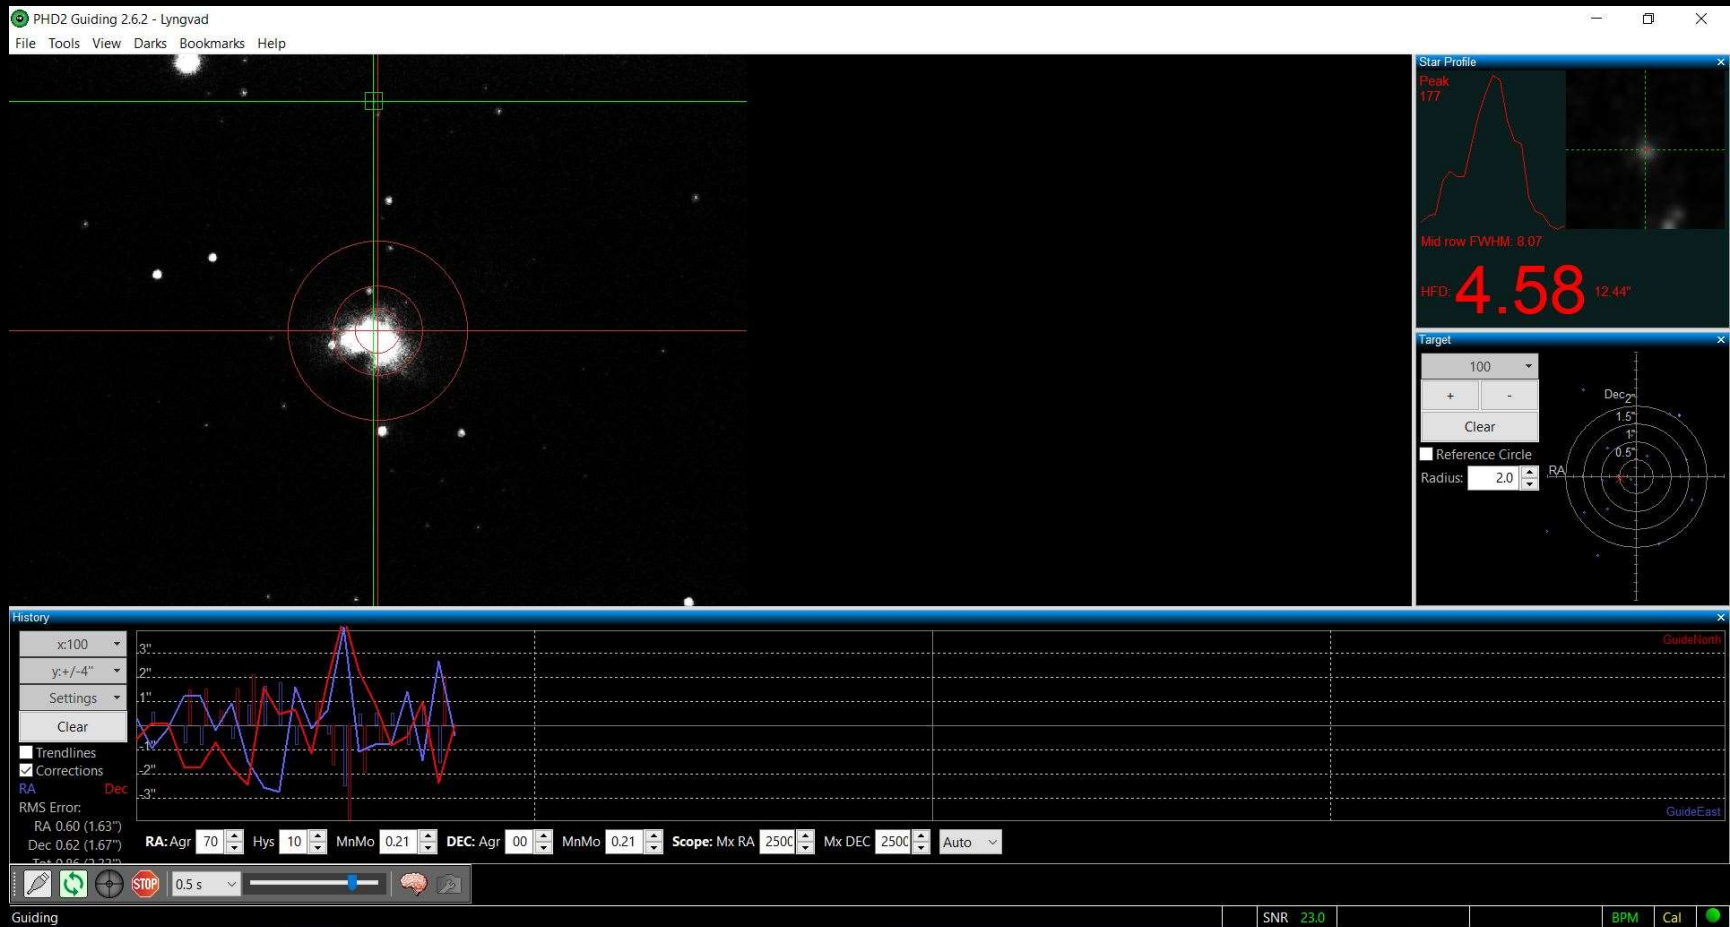 PHD2 Guiding 2.6.2 - Lyngvad
File Tools View Darks Bookmarks Help
Star Profile
Peak
177
Mid row FWHM: 8.07
HFD: 4.58 12.44"
Target
100
+ -
Clear
Reference Circle
Radius: 2.0
Dec
2"
1.5"
1"
0.5"
RA
History
x:100
y:+/-4"
Settings
Clear
Trendlines
Corrections
RA Dec
RMS Error:
RA 0.60 (1.63")
Dec 0.62 (1.67")
3"
2"
1"
-1"
-2"
-3"
GuideNorth
GuideEast
RA: Agr 70 Hys 10 MnMo 0.21 DEC: Agr 00 MnMo 0.21 Scope: Mx RA 2500 Mx DEC 2500 Auto
STOP 0.5 s
Guiding SNR 23.0 BPM Cal